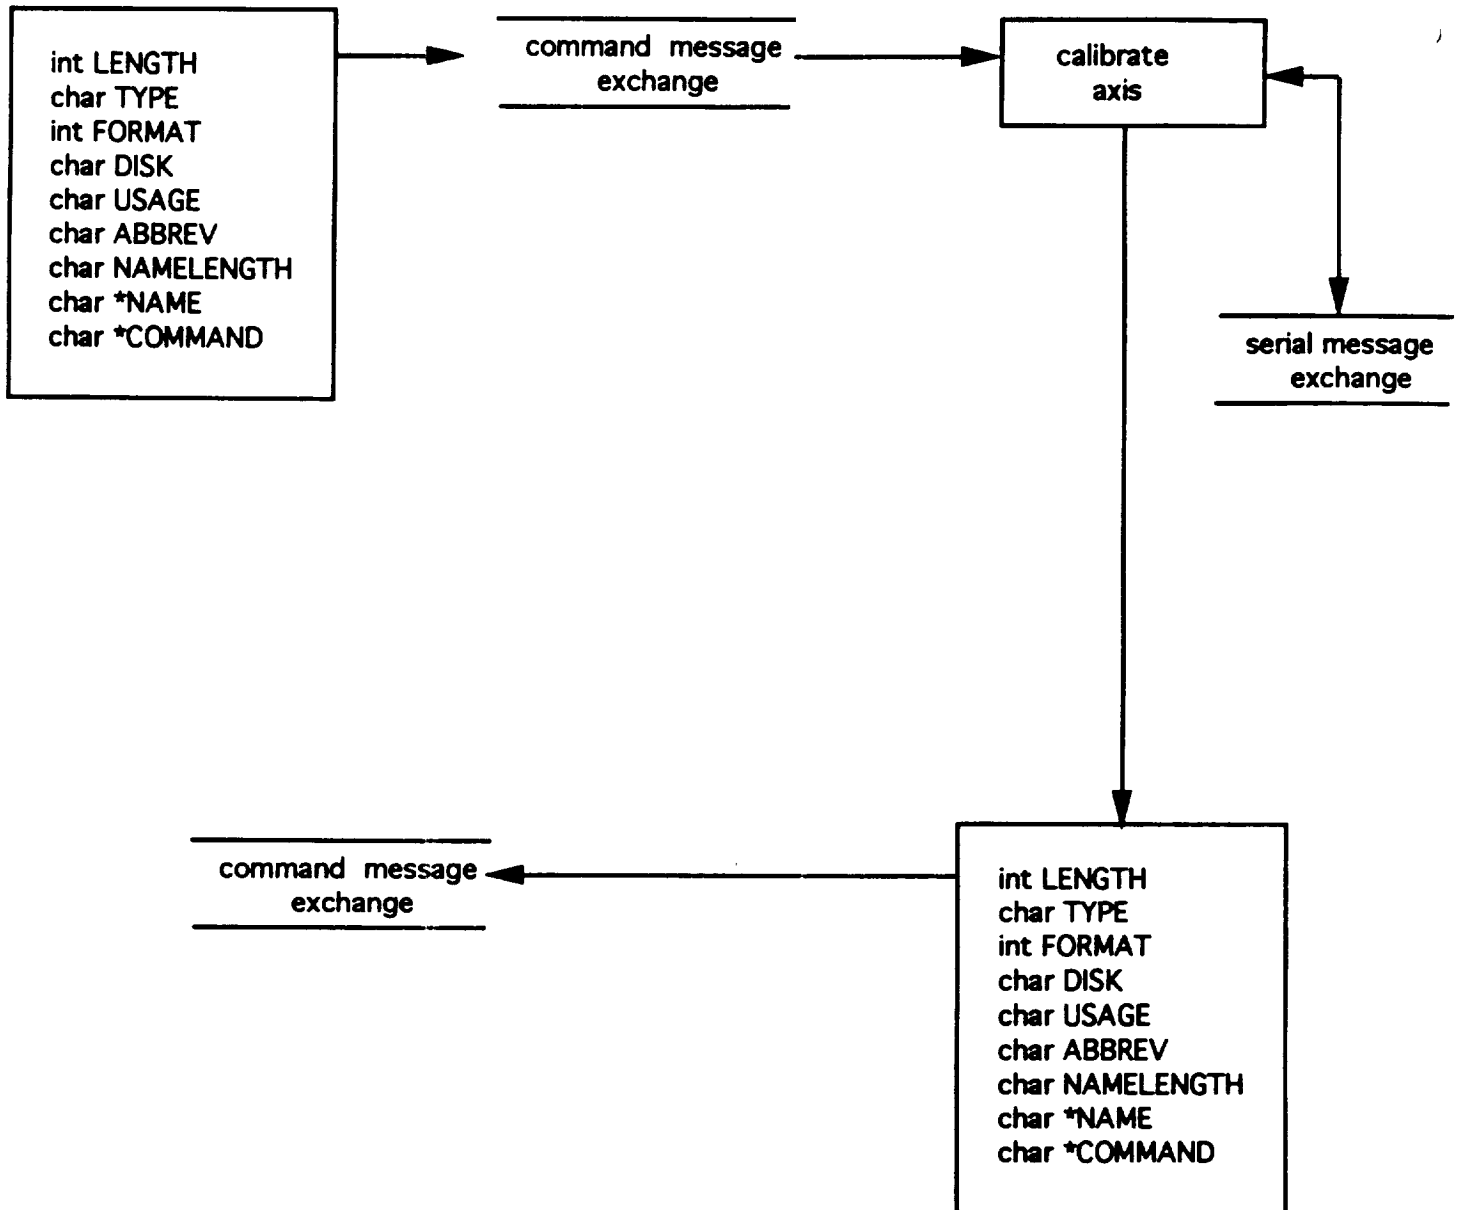 int LENGTH
char TYPE
int FORMAT
char DISK
char USAGE
char ABBREV
char NAMELENGTH
char *NAME
char *COMMAND
command message
exchange
calibrate
axis
serial message
exchange
command message
exchange
int LENGTH
char TYPE
int FORMAT
char DISK
char USAGE
char ABBREV
char NAMELENGTH
char *NAME
char *COMMAND